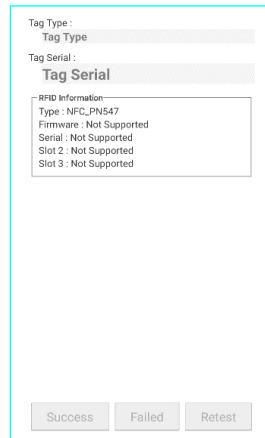 Tag Type :
Tag Type
Tag Serial :
Tag Serial
RFID Information
Type : NFC_PN547
Firmware : Not Supported
Serial : Not Supported
Slot 2 : Not Supported
Slot 3 : Not Supported
Success Failed Retest